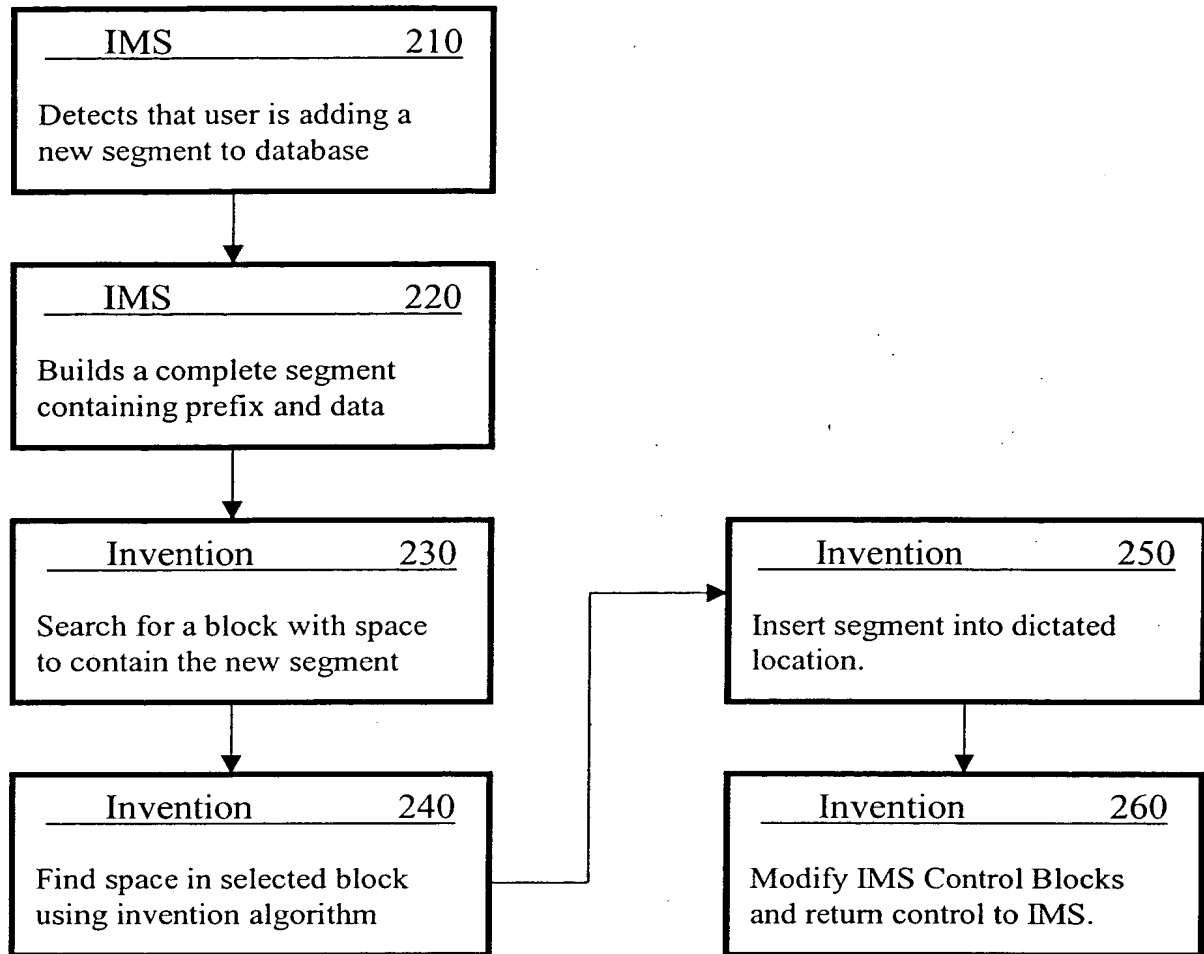 IMS 210
Detects that user is adding a
new segment to database
IMS 220
Builds a complete segment
containing prefix and data
Invention 230
Search for a block with space
to contain the new segment
Invention 240
Find space in selected block
using invention algorithm
Invention 250
Insert segment into dictated
location.
Invention 260
Modify IMS Control Blocks
and return control to IMS.